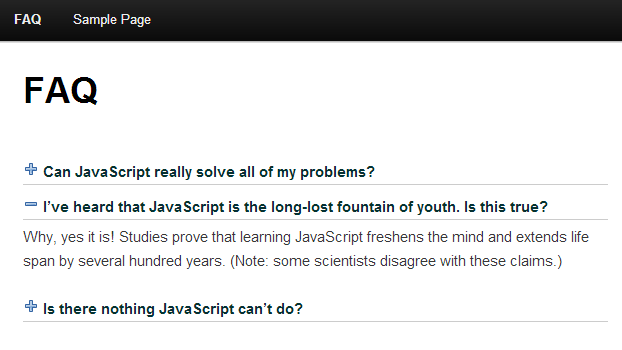 FAQ Sample Page
FAQ
Can JavaScript really solve all of my problems?
I’ve heard that JavaScript is the long-lost fountain of youth. Is this true?
Why, yes it is! Studies prove that learning JavaScript freshens the mind and extends life
span by several hundred years. (Note: some scientists disagree with these claims.)
Is there nothing JavaScript can’t do?